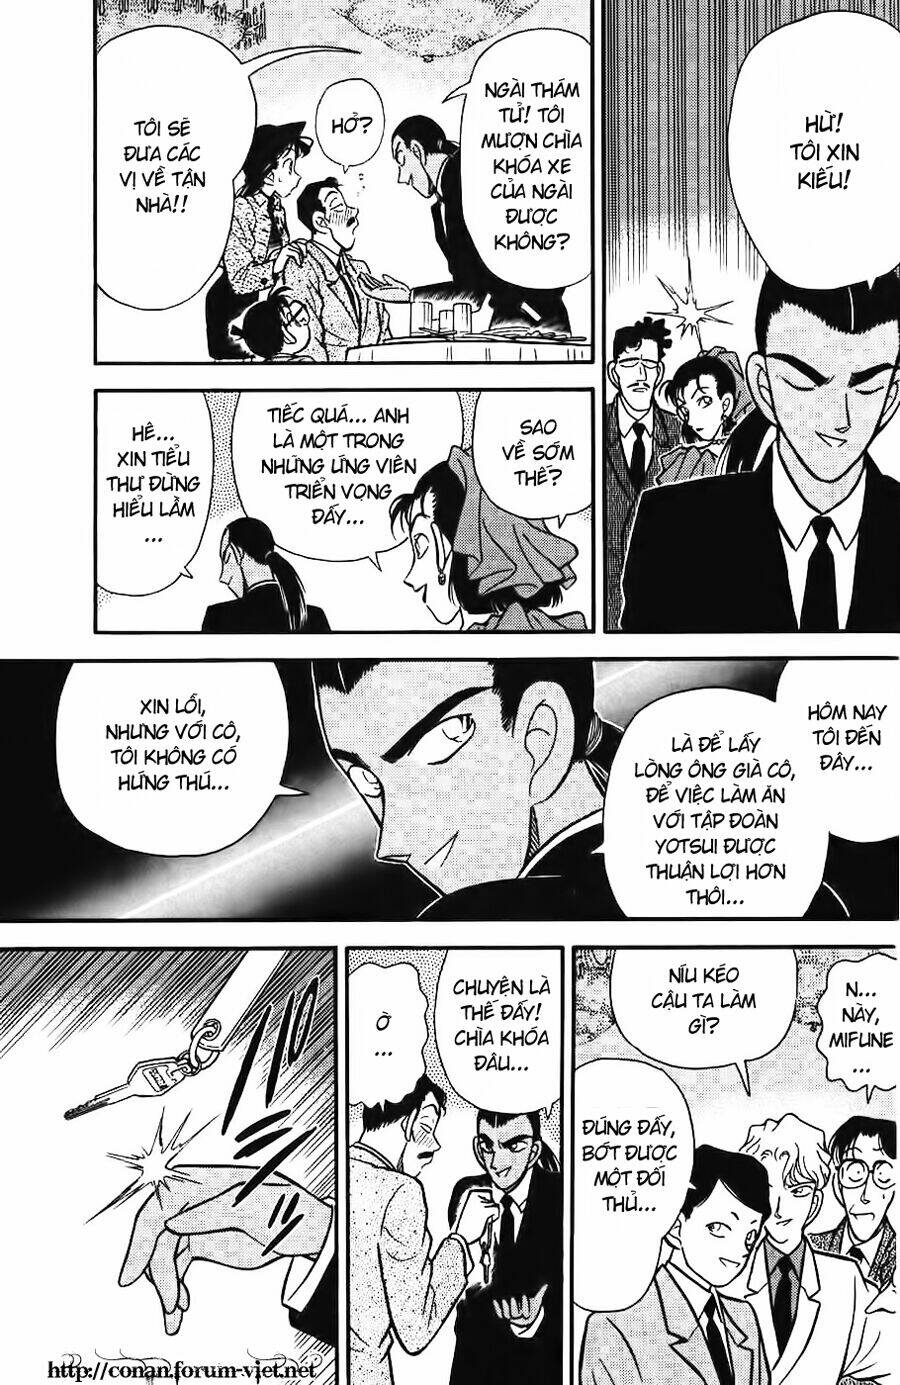 HỪ!
TÔI XIN
KIẾU!
NGÀI THÁM
TỬ! TÔI
MƯỢN CHÌA
KHÓA XE
CỦA NGÀI
ĐƯỢC
KHÔNG?
HỞ?
TÔI SẼ
ĐƯA CÁC
VỊ VỀ TẬN
NHÀ!!
SAO
VỀ SỚM
THẾ?
TIẾC QUÁ... ANH
LÀ MỘT TRONG
NHỮNG ỨNG VIÊN
TRIỂN VỌNG
ĐẤY...
HÊ...
XIN TIỂU
THƯ ĐỪNG
HIỂU LẦM
...
HÔM NAY
TÔI ĐẾN
ĐÂY...
LÀ ĐỂ LẤY
LÒNG ÔNG GIÀ CÔ,
ĐỂ VIỆC LÀM ĂN
VỚI TẬP ĐOÀN
YOTSUI ĐƯỢC
THUẬN LỢI HƠN
THÔI...
XIN LỖI,
NHƯNG VỚI CÔ,
TÔI KHÔNG CÓ
HỨNG THÚ...
N...
NÀY,
MIFUNE
...
NÍU KÉO
CẬU TA LÀM
GÌ?
ĐÚNG ĐẤY,
BỚT ĐƯỢC
MỘT ĐỐI
THỦ...
CHUYỆN LÀ
THẾ ĐẤY!
CHÌA KHÓA
ĐÂU...
Ờ
...
http://conan.forum-viet.net